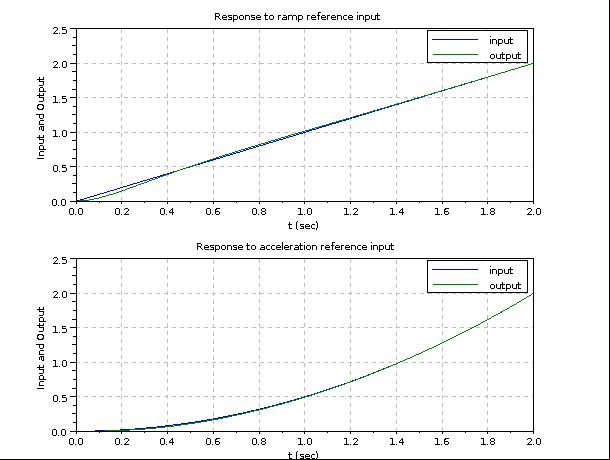 Response to ramp reference input
2.5
input
output
2.0
1.5
1.0
0.5
0.0
Input and Output
0.0 0.2 0.4 0.6 0.8 1.0 1.2 1.4 1.6 1.8 2.0
t (sec)
Response to acceleration reference input
2.5
input
output
2.0
1.5
1.0
0.5
0.0
Input and Output
0.0 0.2 0.4 0.6 0.8 1.0 1.2 1.4 1.6 1.8 2.0
t (sec)